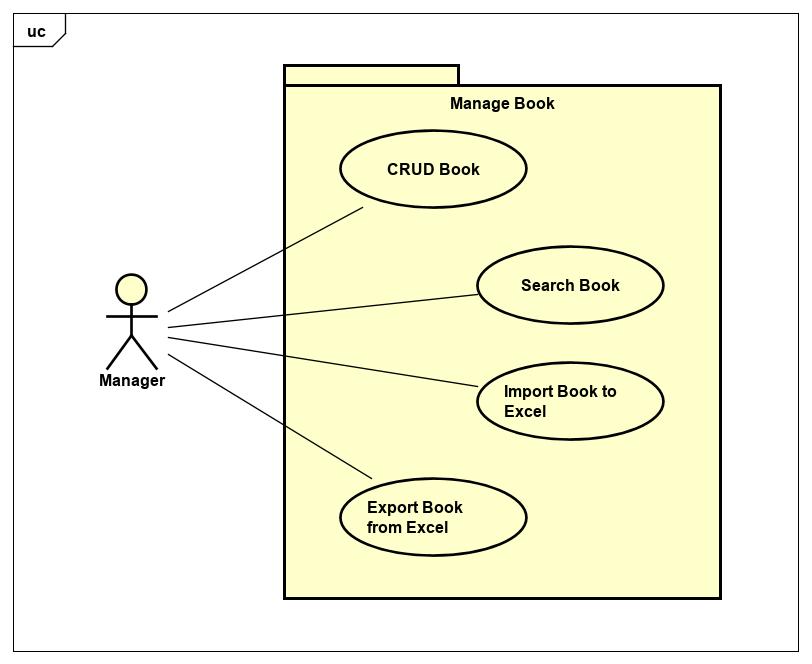 uc
Manage Book
CRUD Book
Search Book
Manager
Import Book to
Excel
Export Book
from Excel